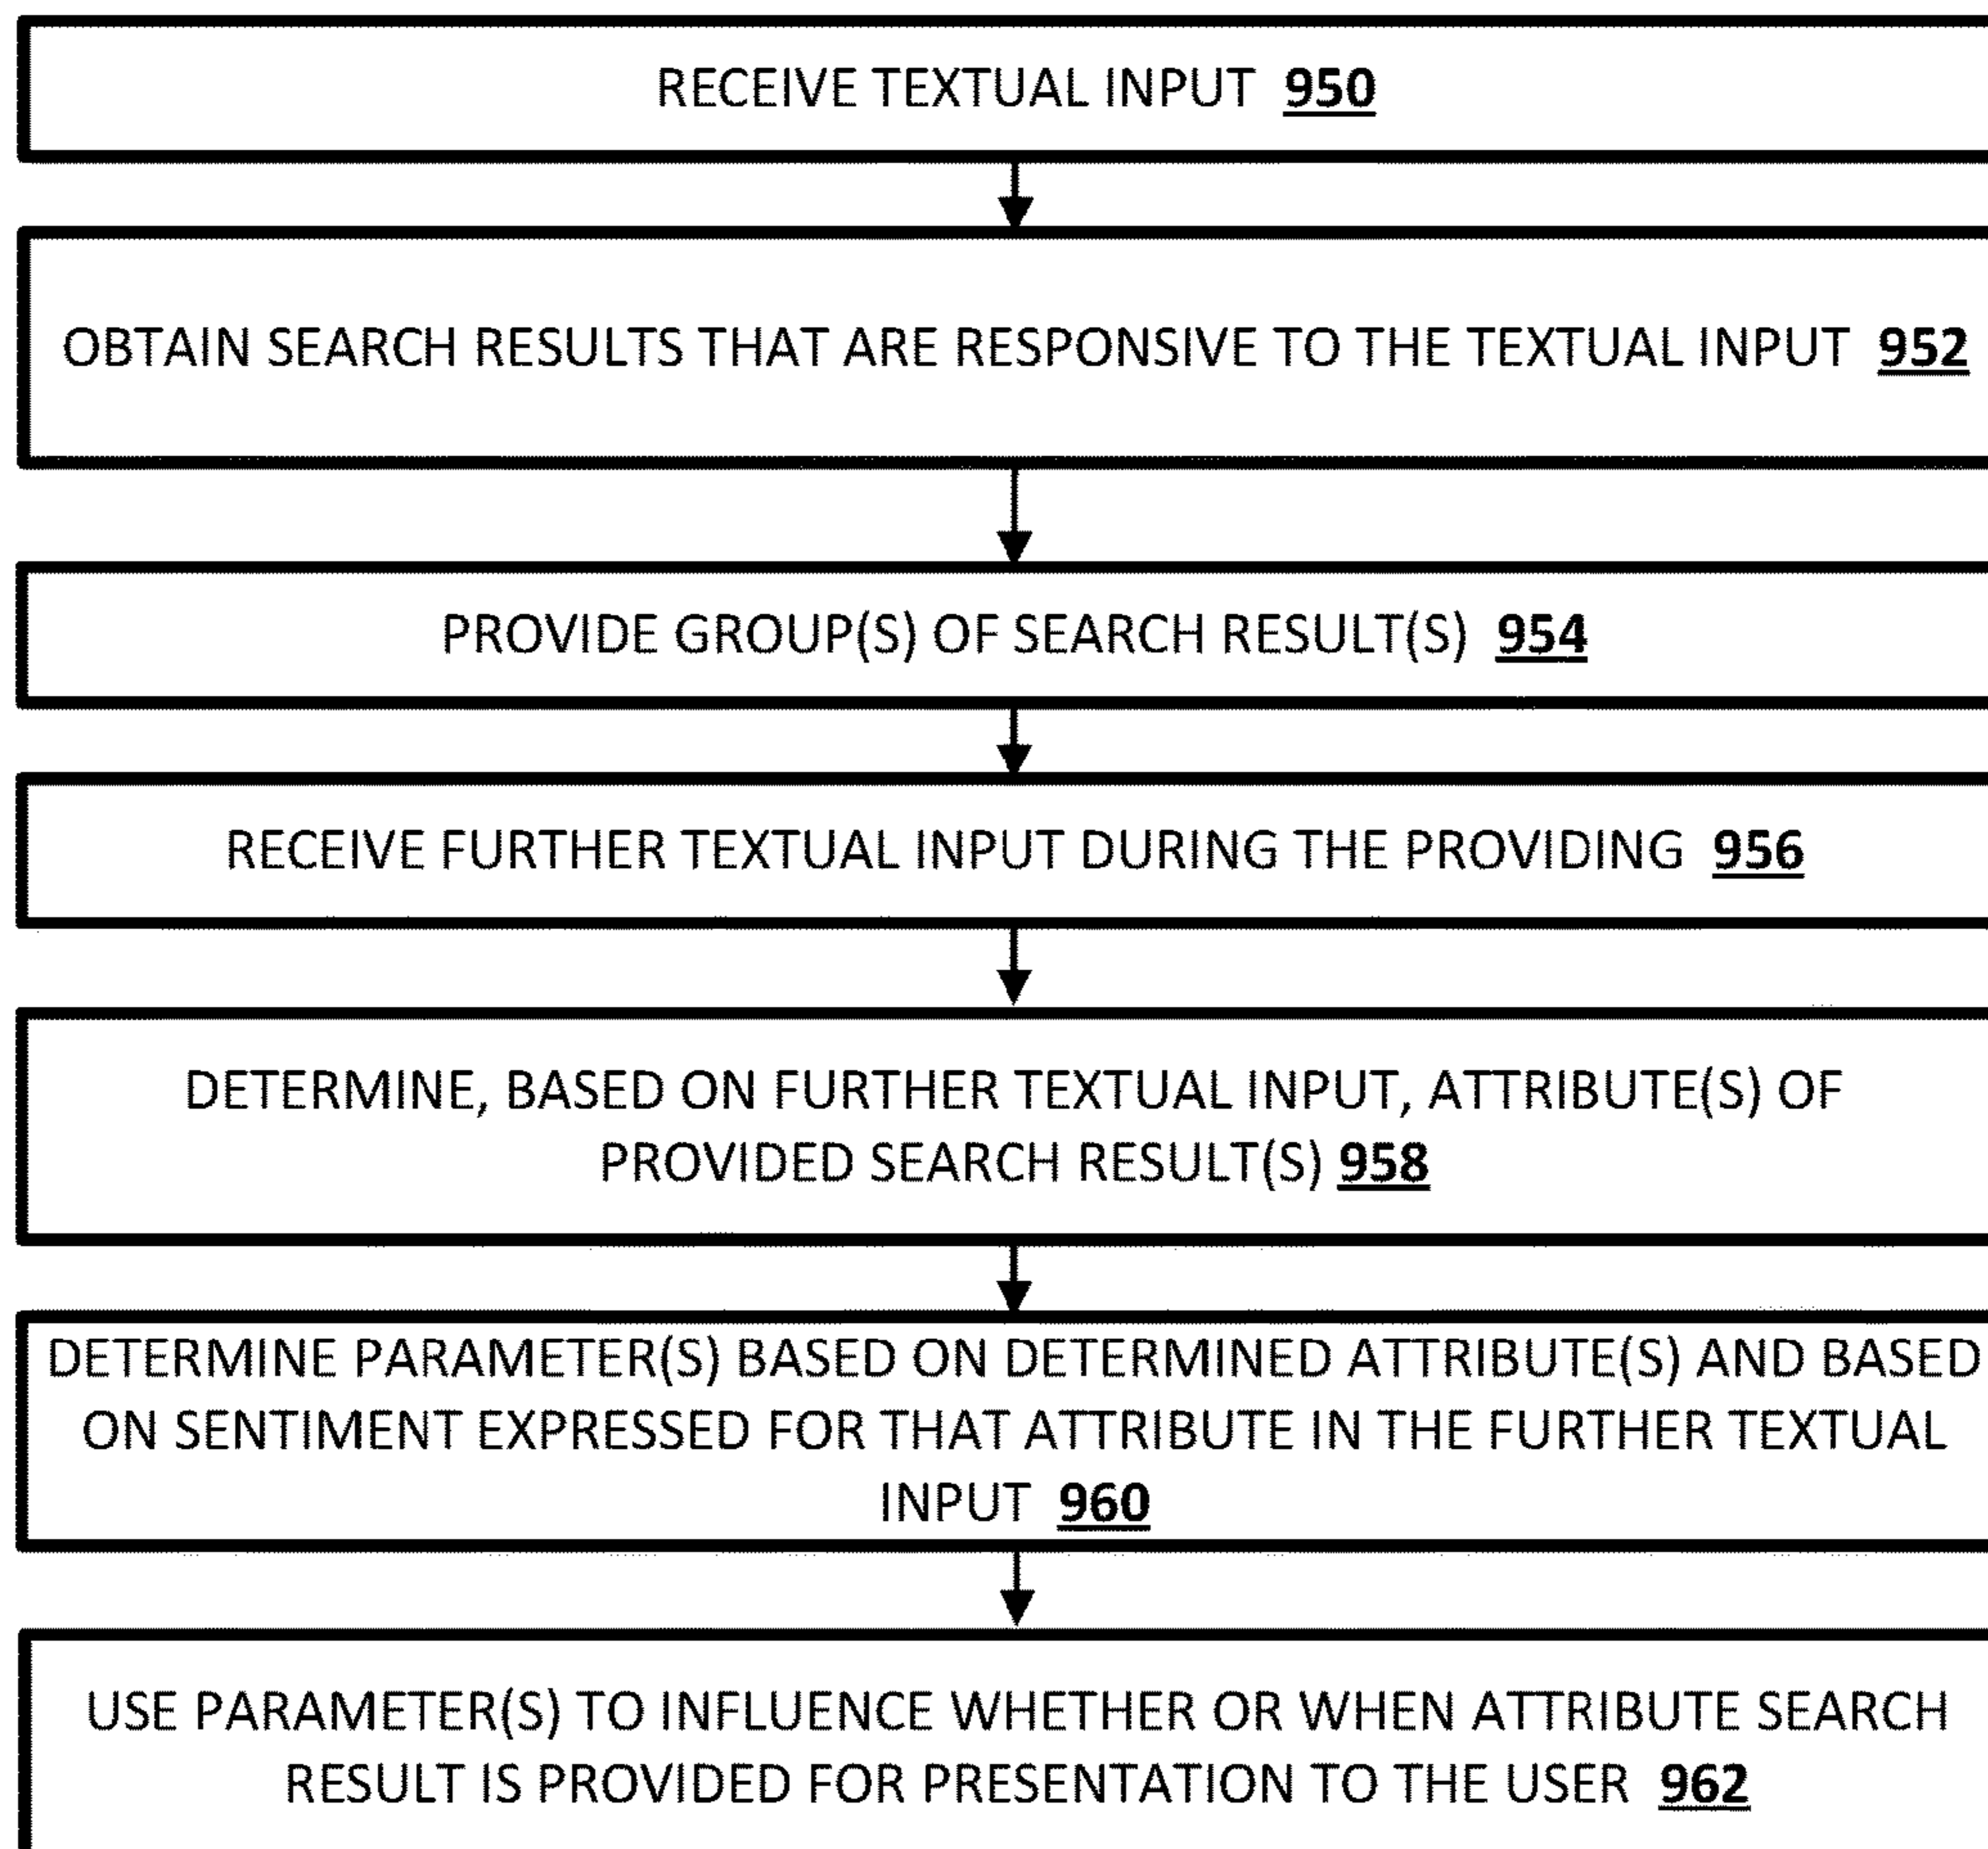 RECEIVE TEXTUAL INPUT 950
OBTAIN SEARCH RESULTS THAT ARE RESPONSIVE TO THE TEXTUAL INPUT 952
PROVIDE GROUP(S) OF SEARCH RESULT(S) 954
RECEIVE FURTHER TEXTUAL INPUT DURING THE PROVIDING 956
DETERMINE, BASED ON FURTHER TEXTUAL INPUT, ATTRIBUTE(S) OF
PROVIDED SEARCH RESULT(S) 958
DETERMINE PARAMETER(S) BASED ON DETERMINED ATTRIBUTE(S) AND BASED
ON SENTIMENT EXPRESSED FOR THAT ATTRIBUTE IN THE FURTHER TEXTUAL
INPUT 960
USE PARAMETER(S) TO INFLUENCE WHETHER OR WHEN ATTRIBUTE SEARCH
RESULT IS PROVIDED FOR PRESENTATION TO THE USER 962